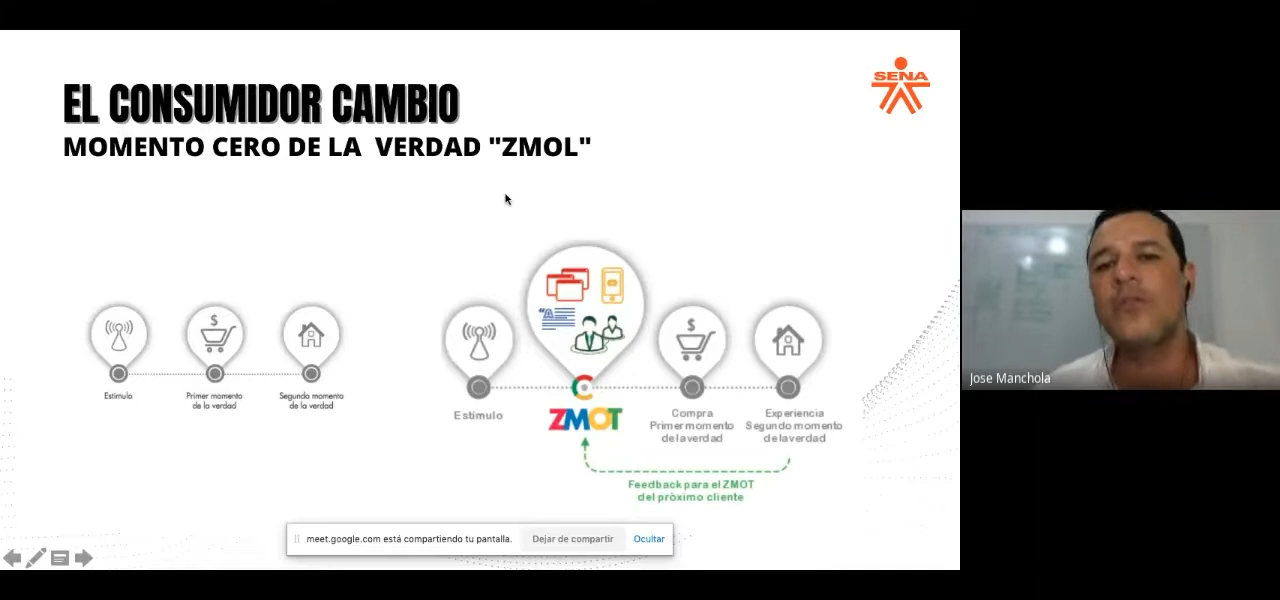 SENA
EL CONSUMIDOR CAMBIO
MOMENTO CERO DE LA VERDAD "ZMOL"
$
Estímulo
Primer momento
de la verdad
Segundo momento
de la verdad
"A
$
Estímulo
ZMOT
Compra
Primer momento
de la verdad
Experiencia
Segundo momento
de la verdad
Feedback para el ZMOT
del pròximo cliente
meet.google.com está compartiendo tu pantalla.
Dejar de compartir
Ocultar
Jose Manchola